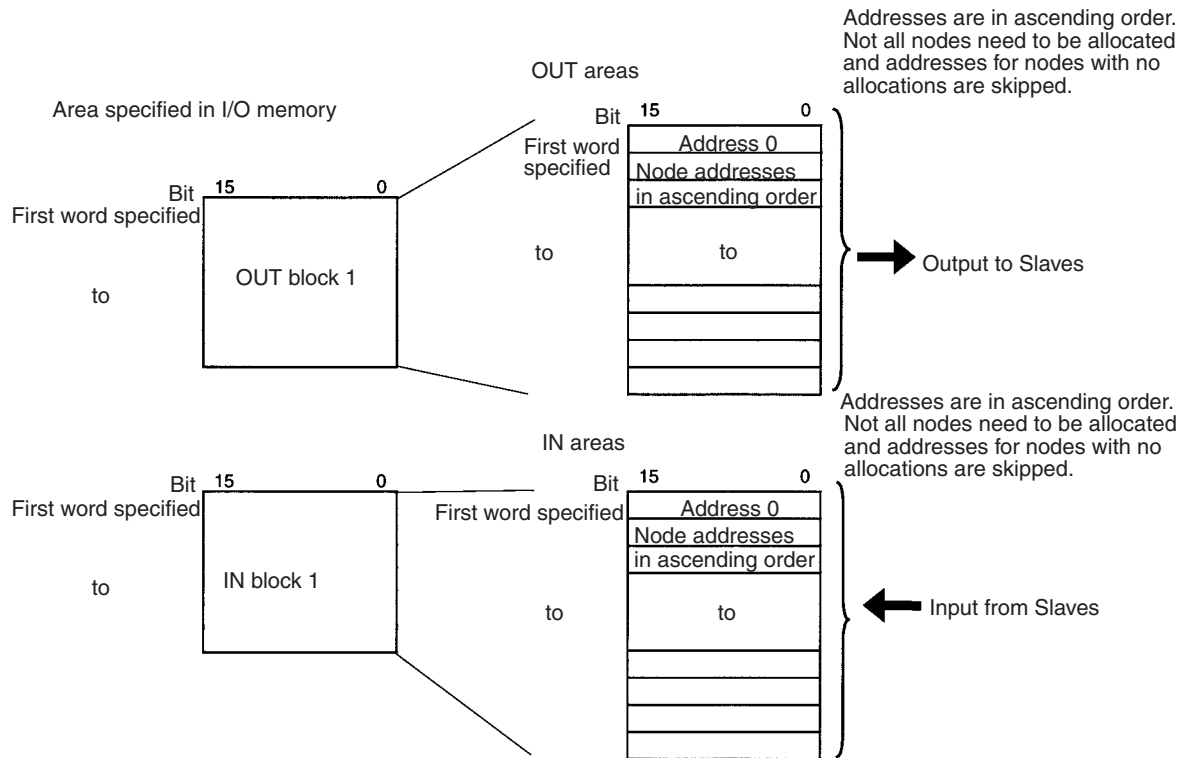 Addresses are in ascending order.
Not all nodes need to be allocated
and addresses for nodes with no
allocations are skipped.
OUT areas
Area specified in I/O memory
Bit 15 0
First word
specified
Address 0
Node addresses
in ascending order
Bit 15 0
First word specified
OUT block 1
to
to
to
Output to Slaves
Addresses are in ascending order.
Not all nodes need to be allocated
and addresses for nodes with no
allocations are skipped.
IN areas
Bit 15 0
First word specified
IN block 1
to
Bit 15 0
First word specified
Address 0
Node addresses
in ascending order
to
to
Input from Slaves